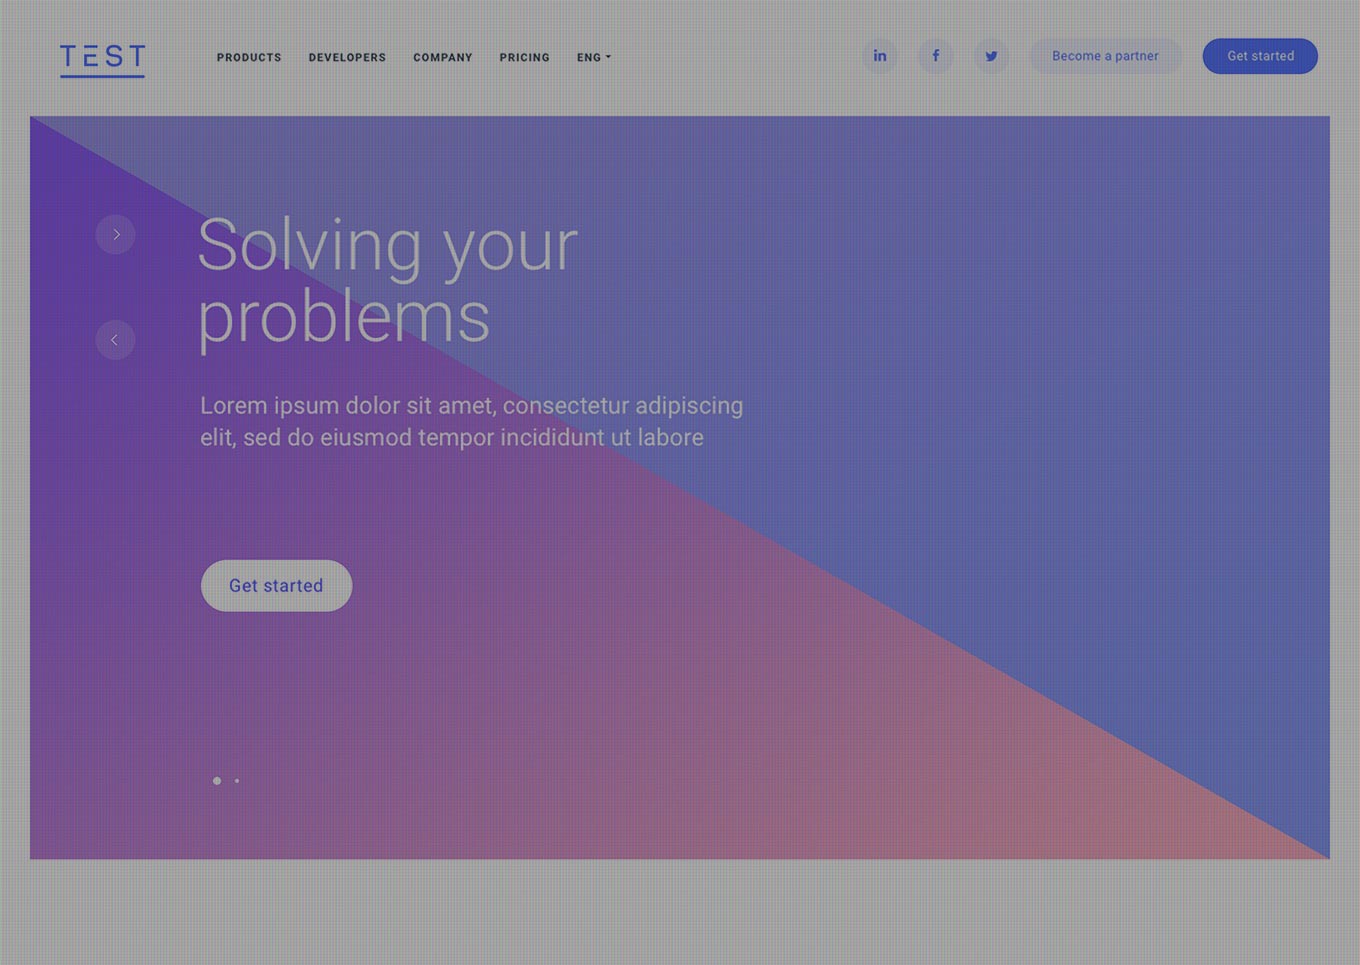 TEST
PRODUCTS DEVELOPERS COMPANY PRICING ENG
in f Become a partner Get started
Solving your
problems
Lorem ipsum dolor sit amet, consectetur adipiscing
elit, sed do eiusmod tempor incididunt ut labore
Get started